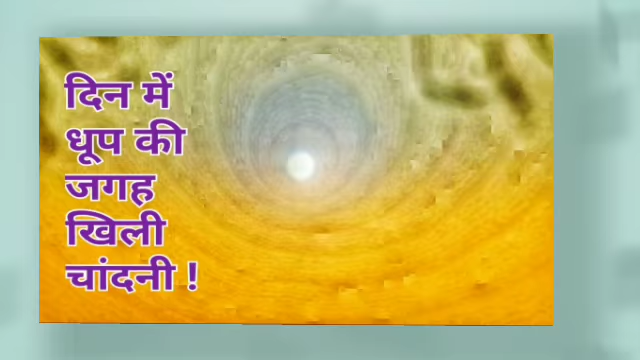 दिन में
धूप की
जगह
खिली
चांदनी !